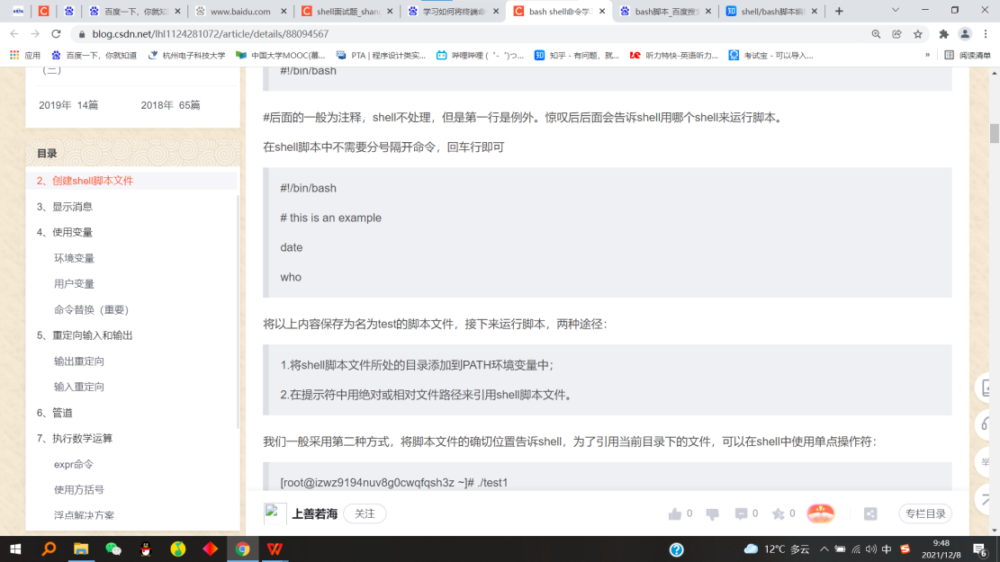 百度一下，你就知
www.baidu.com
shell面试题_shang
学习如何将终端命
bash shell命令学习
bash脚本_百度搜
shell/bash脚本编
blog.csdn.net/lhl1124281072/article/details/88094567
应用
百度一下，你就知道
杭州电子科技大学
中国大学MOOC(慕...
PTA | 程序设计类实...
哔哩哔哩 ( ゜- ゜)つ...
知乎 - 有问题，就...
听力特快-英语听力...
考试宝 - 可以导入...
»
阅读清单
（三）
2019年 14篇
2018年 65篇
目录
2、创建shell脚本文件
3、显示消息
4、使用变量
环境变量
用户变量
命令替换（重要）
5、重定向输入和输出
输出重定向
输入重定向
6、管道
7、执行数学运算
expr命令
使用方括号
浮点解决方案
#!/bin/bash
#后面的一般为注释，shell不处理，但是第一行是例外。惊叹后后面会告诉shell用哪个shell来运行脚本。
在shell脚本中不需要分号隔开命令，回车行即可
#!/bin/bash
# this is an example
date
who
将以上内容保存为名为test的脚本文件，接下来运行脚本，两种途径：
1.将shell脚本文件所处的目录添加到PATH环境变量中；
2.在提示符中用绝对或相对文件路径来引用shell脚本文件。
我们一般采用第二种方式，将脚本文件的确切位置告诉shell，为了引用当前目录下的文件，可以在shell中使用单点操作符：
[root@izwz9194nuv8g0cwqfqsh3z ~]# ./test1
上善若海
关注
0
0
0
专栏目录
举
12°C 多云
中
9:48
2021/12/8
6